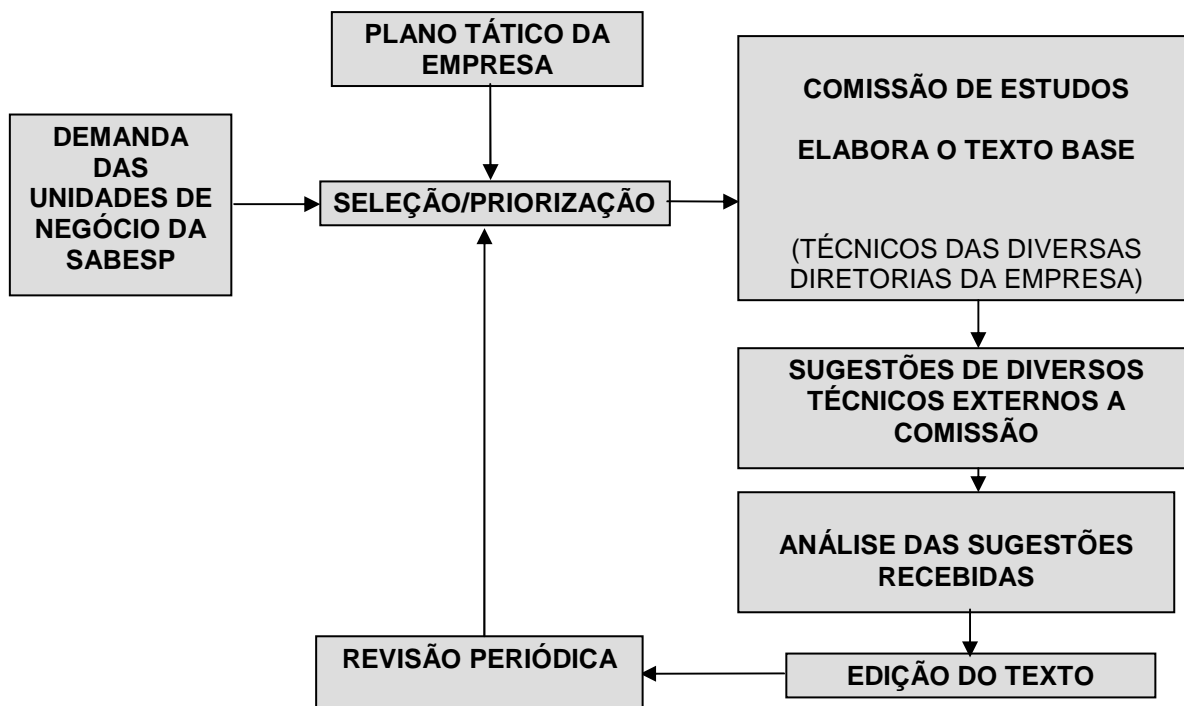 PLANO TÁTICO DA
EMPRESA
DEMANDA
DAS
UNIDADES DE
NEGÓCIO DA
SABESP
SELEÇÃO/PRIORIZAÇÃO
COMISSÃO DE ESTUDOS
ELABORA O TEXTO BASE
(TÉCNICOS DAS DIVERSAS
DIRETORIAS DA EMPRESA)
SUGESTÕES DE DIVERSOS
TÉCNICOS EXTERNOS A
COMISSÃO
ANÁLISE DAS SUGESTÕES
RECEBIDAS
EDIÇÃO DO TEXTO
REVISÃO PERIÓDICA